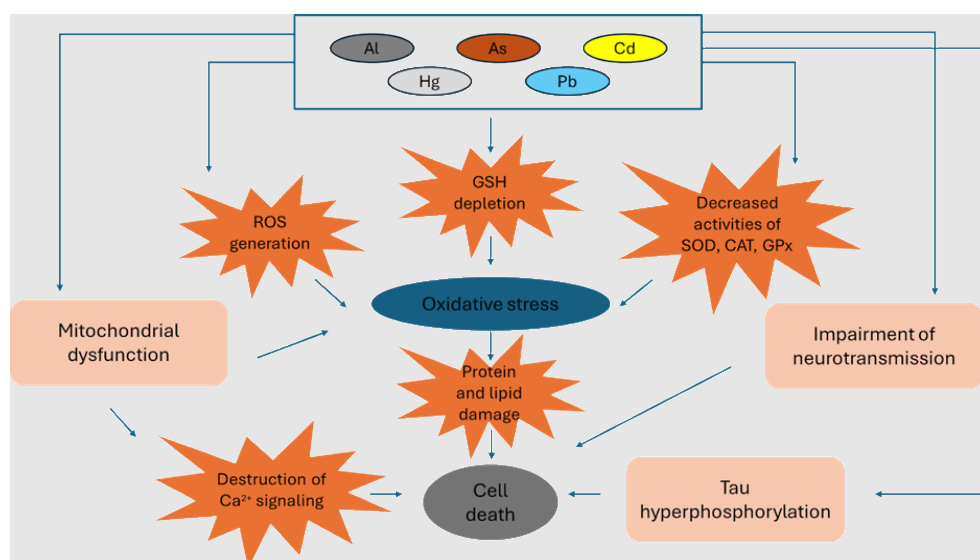 Al
As
Cd
Hg
Pb
GSH
depletion
ROS
generation
Decreased
activities of
SOD, CAT, GPx
Oxidative stress
Mitochondrial
dysfunction
Impairment of
neurotransmission
Protein
and lipid
damage
Destruction of
Ca²⁺ signaling
Cell
death
Tau
hyperphosphorylation